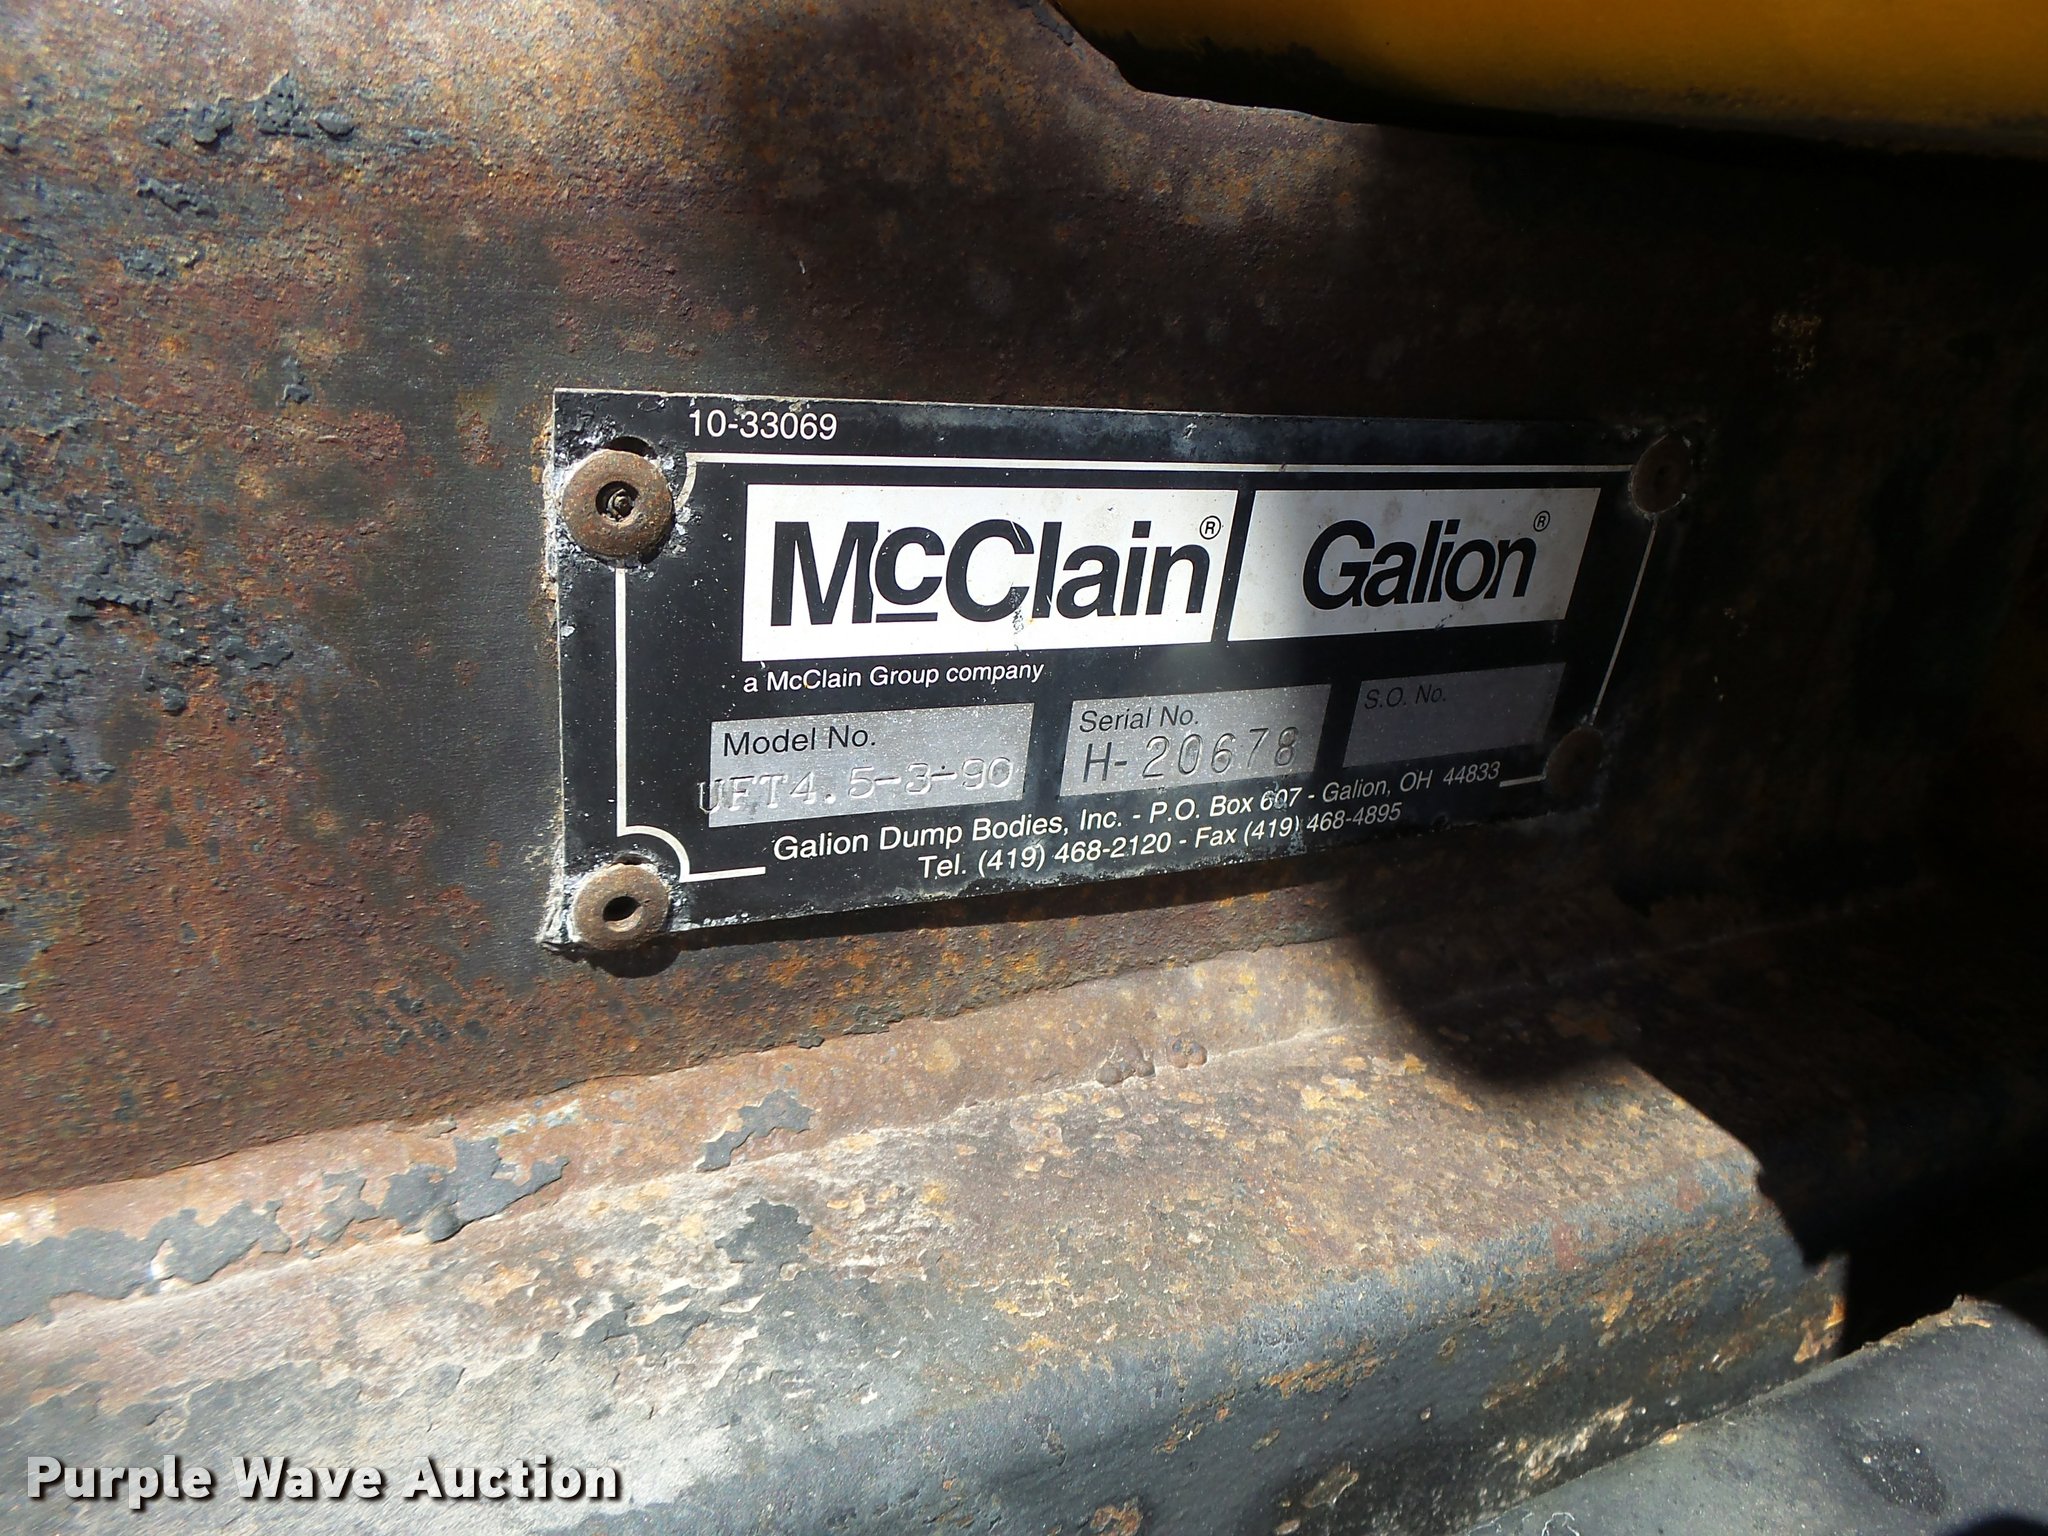 10-33069
McClain® Galion®
a McClain Group company
Model No. Serial No. S.O. No.
UFT4.5-3-90 H-20678
Galion Dump Bodies, Inc. - P.O. Box 607 - Galion, OH 44833
Tel. (419) 468-2120 - Fax (419) 468-4895
Purple Wave Auction